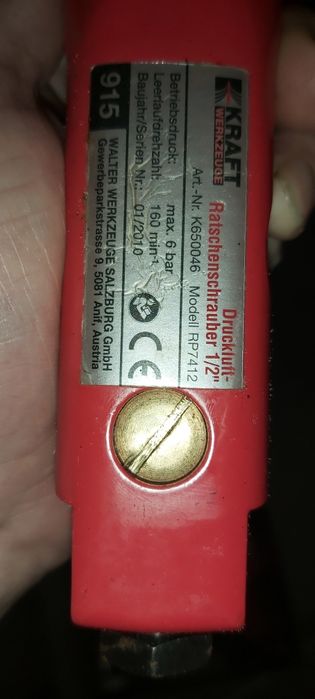 KRAFT
WERKZEUGE
Druckluft-
Ratschenschrauber 1/2"
Art.-Nr. K650046 Modell RP7412
Betriebsdruck: max. 6 bar
Leerlaufdrehzahl: 160 min-1
Baujahr/Serien Nr.: 01/2010
CE
915
WALTER WERKZEUGE SALZBURG GmbH
Gewerbeparkstrasse 9, 5081 Anif, Austria